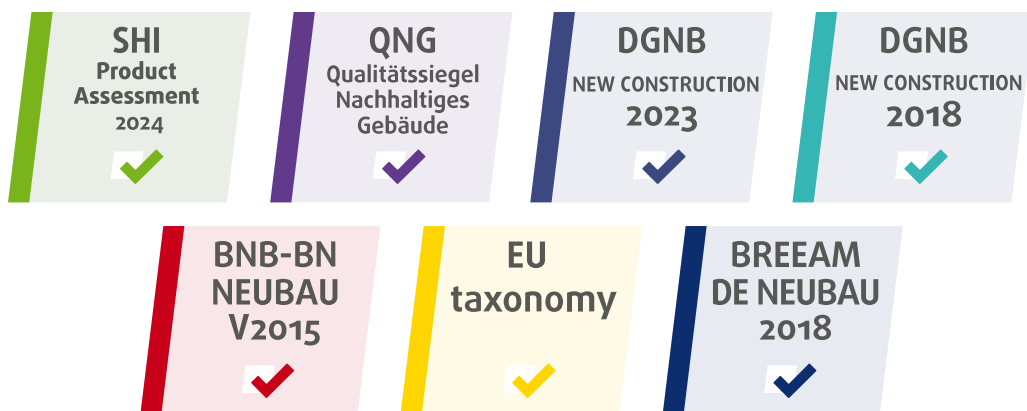 SHI
Product
Assessment
2024
QNG
Qualitätssiegel
Nachhaltiges
Gebäude
DGNB
NEW CONSTRUCTION
2023
DGNB
NEW CONSTRUCTION
2018
BNB-BN
NEUBAU
V2015
EU
taxonomy
BREEAM
DE NEUBAU
2018